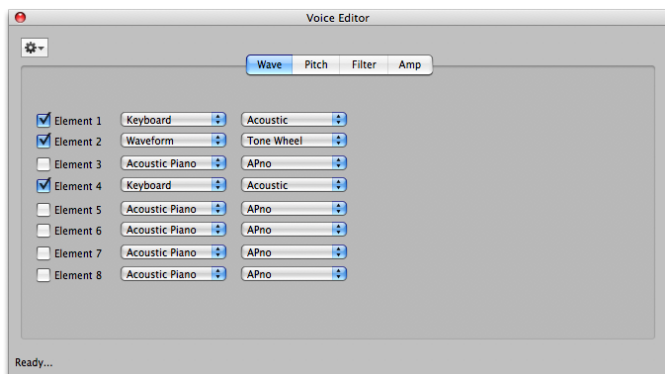 Voice Editor
Wave Pitch Filter Amp
Element 1 Keyboard Acoustic
Element 2 Waveform Tone Wheel
Element 3 Acoustic Piano APno
Element 4 Keyboard Acoustic
Element 5 Acoustic Piano APno
Element 6 Acoustic Piano APno
Element 7 Acoustic Piano APno
Element 8 Acoustic Piano APno
Ready...